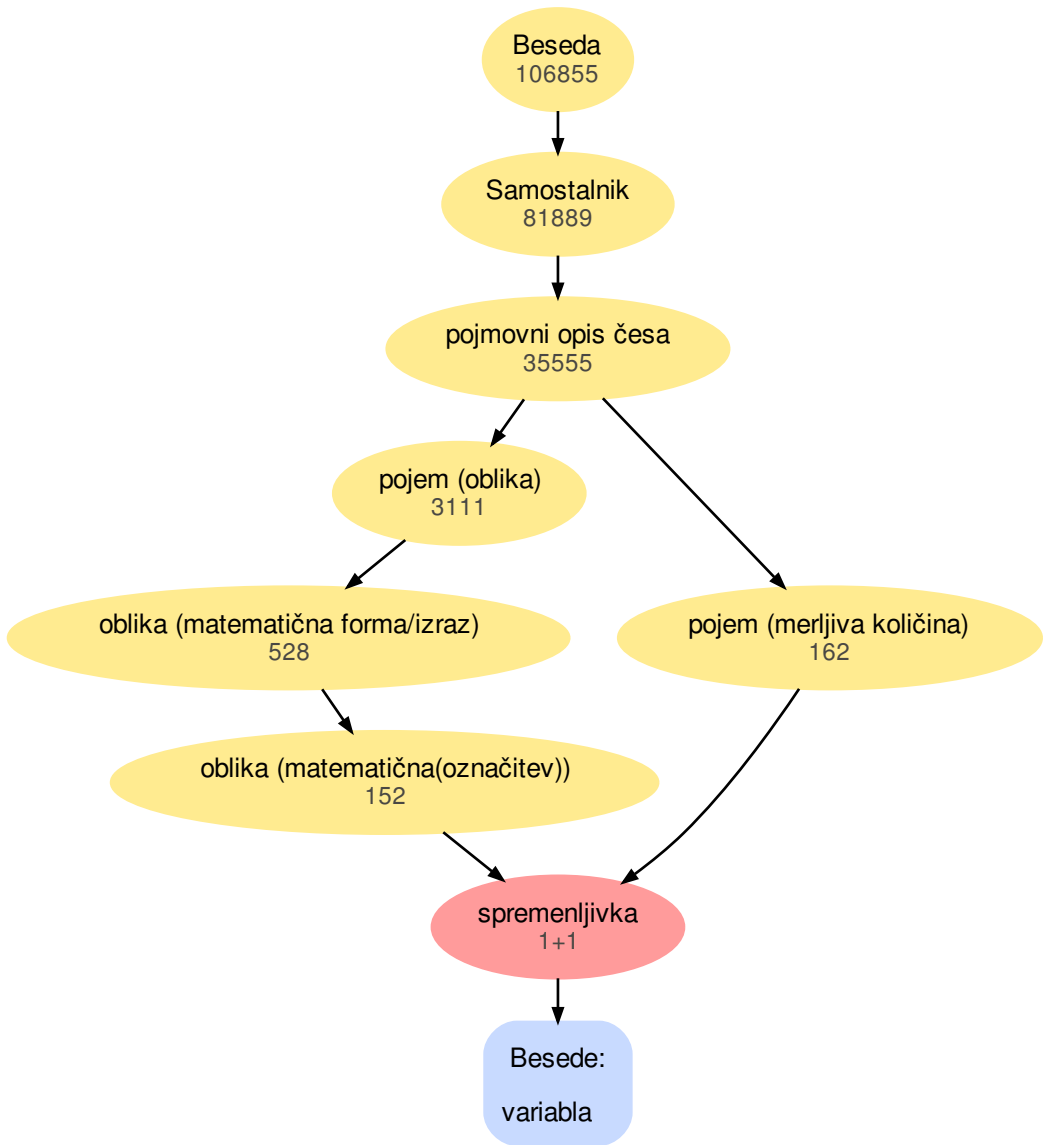 Beseda
106855
Samostalnik
81889
pojmovni opis česa
35555
pojem (oblika)
3111
oblika (matematična forma/izraz)
528
pojem (merljiva količina)
162
oblika (matematična(označitev))
152
spremenljivka
1+1
Besede:
variabla